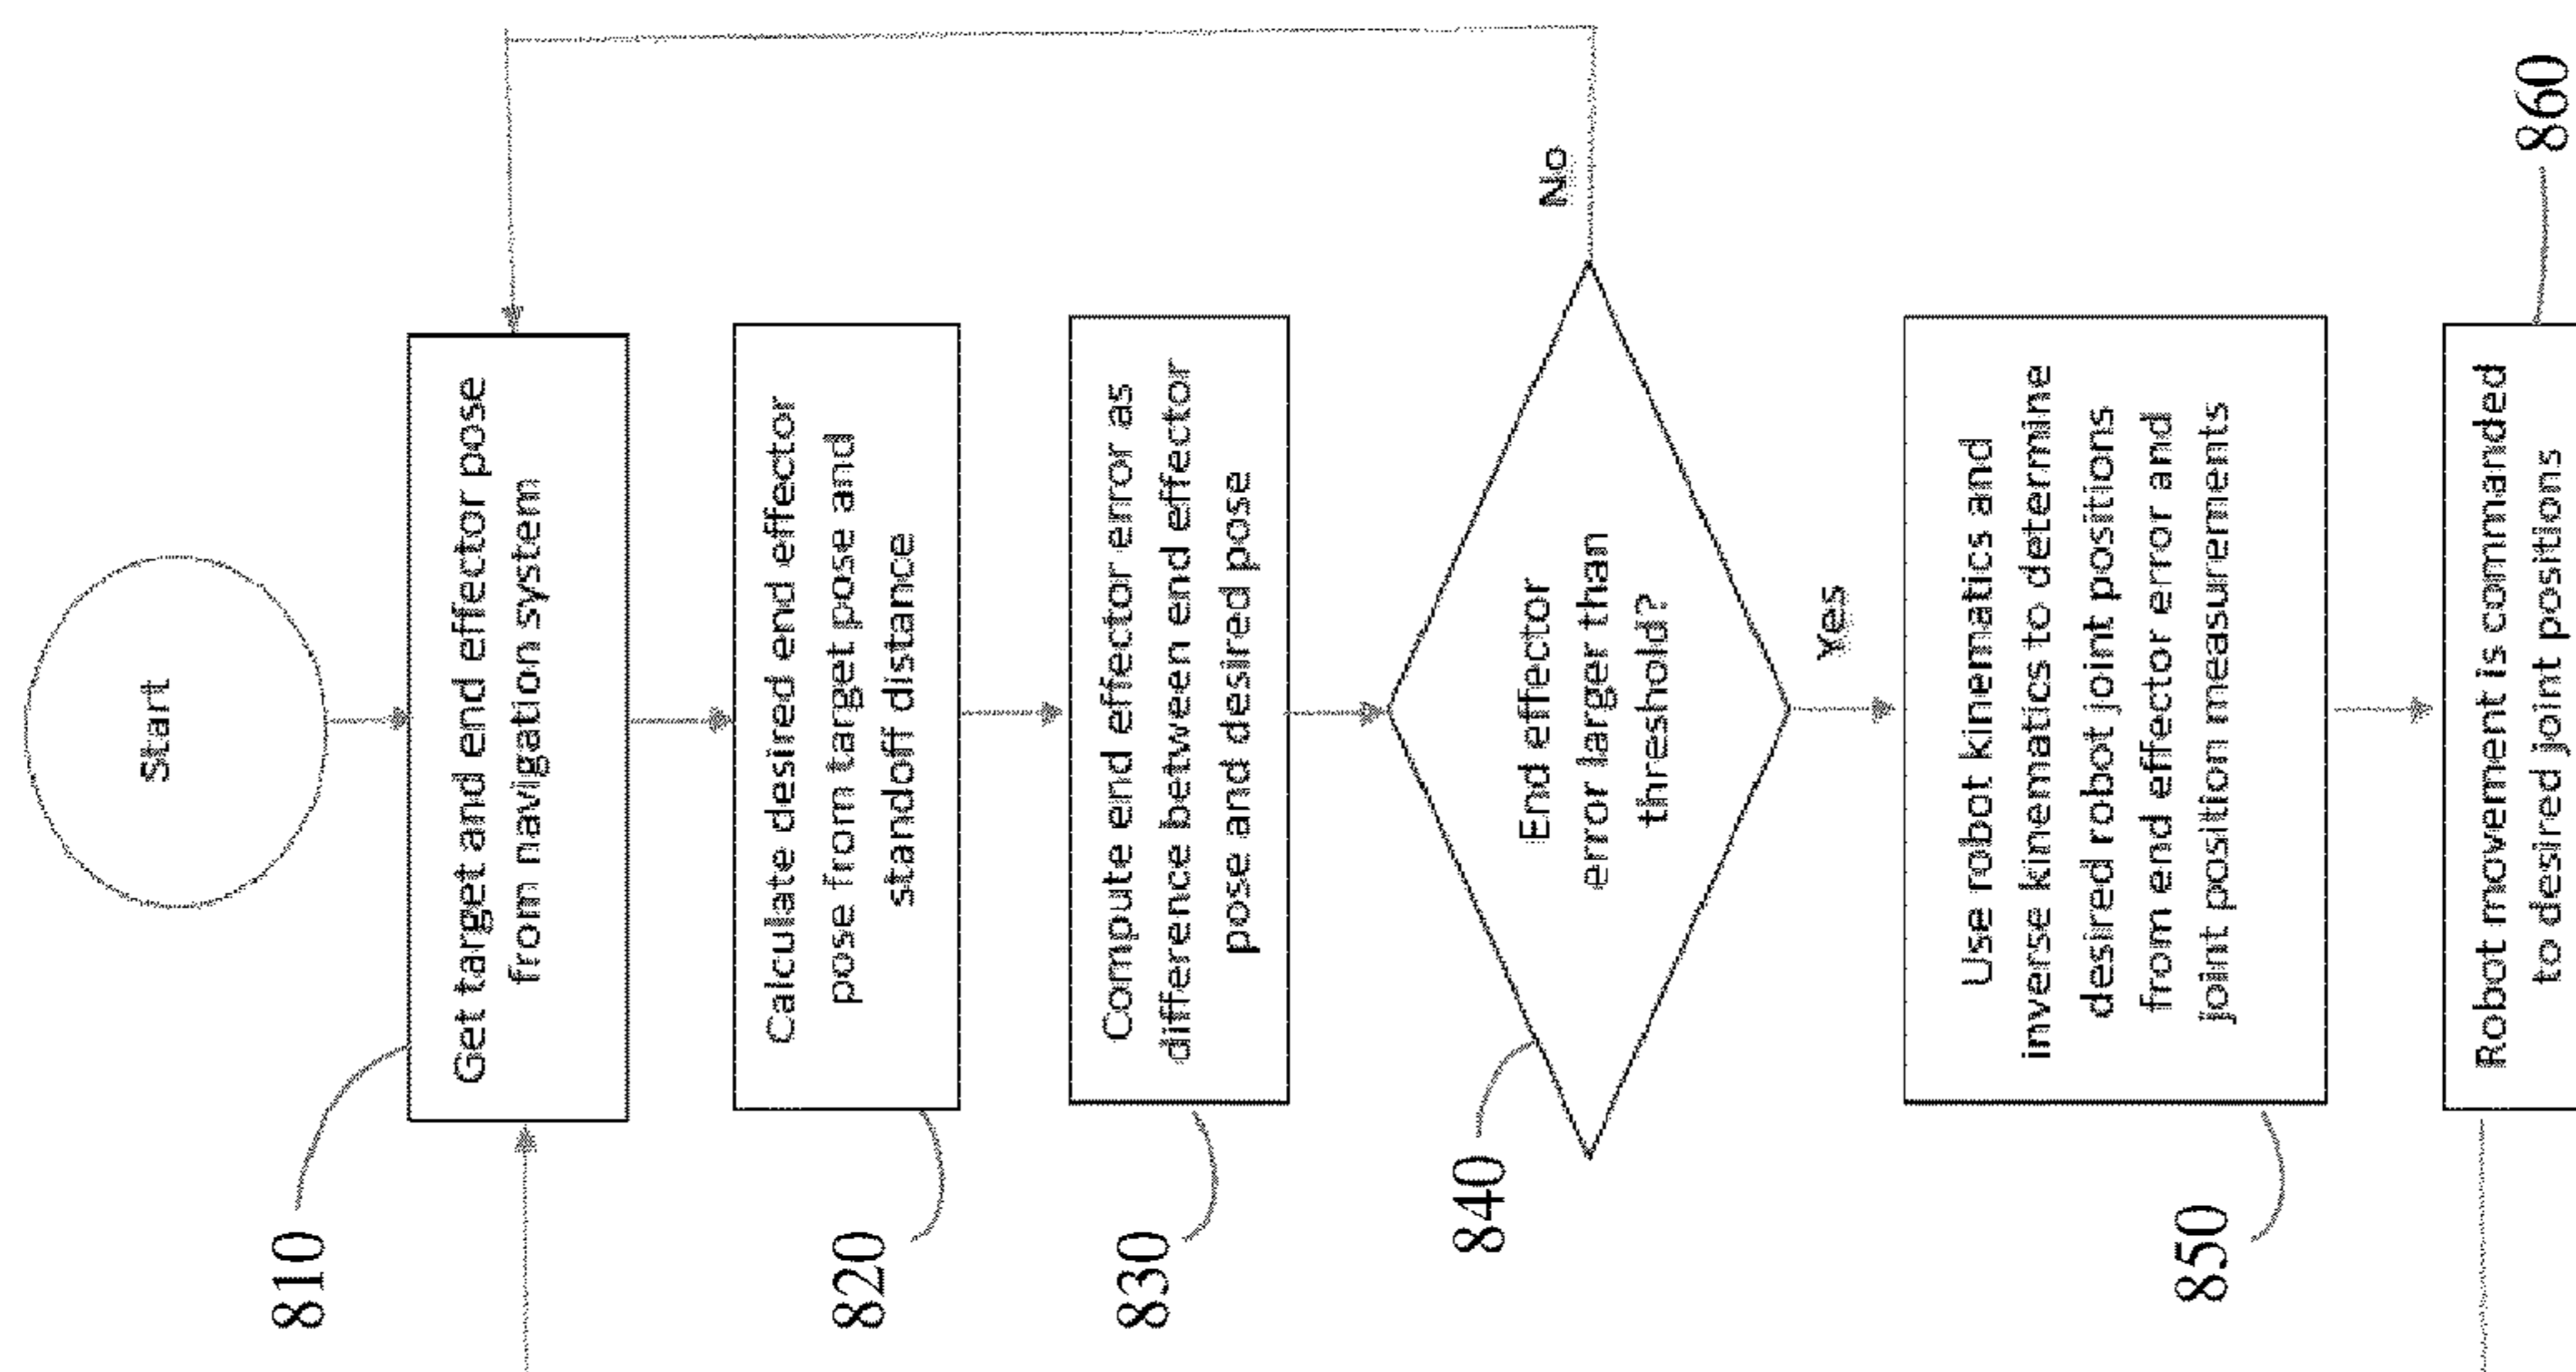 Start
810
Get target and end effector pose
from navigation system
820
Calculate desired end effector
pose from target pose and
standoff distance
830
Compute end effector error as
difference between end effector
pose and desired pose
840
End effector
error larger than
threshold?
No
Yes
850
Use robot kinematics and
inverse kinematics to determine
desired robot joint positions
from end effector error and
joint position measurements
860
Robot movement is commanded
to desired joint positions